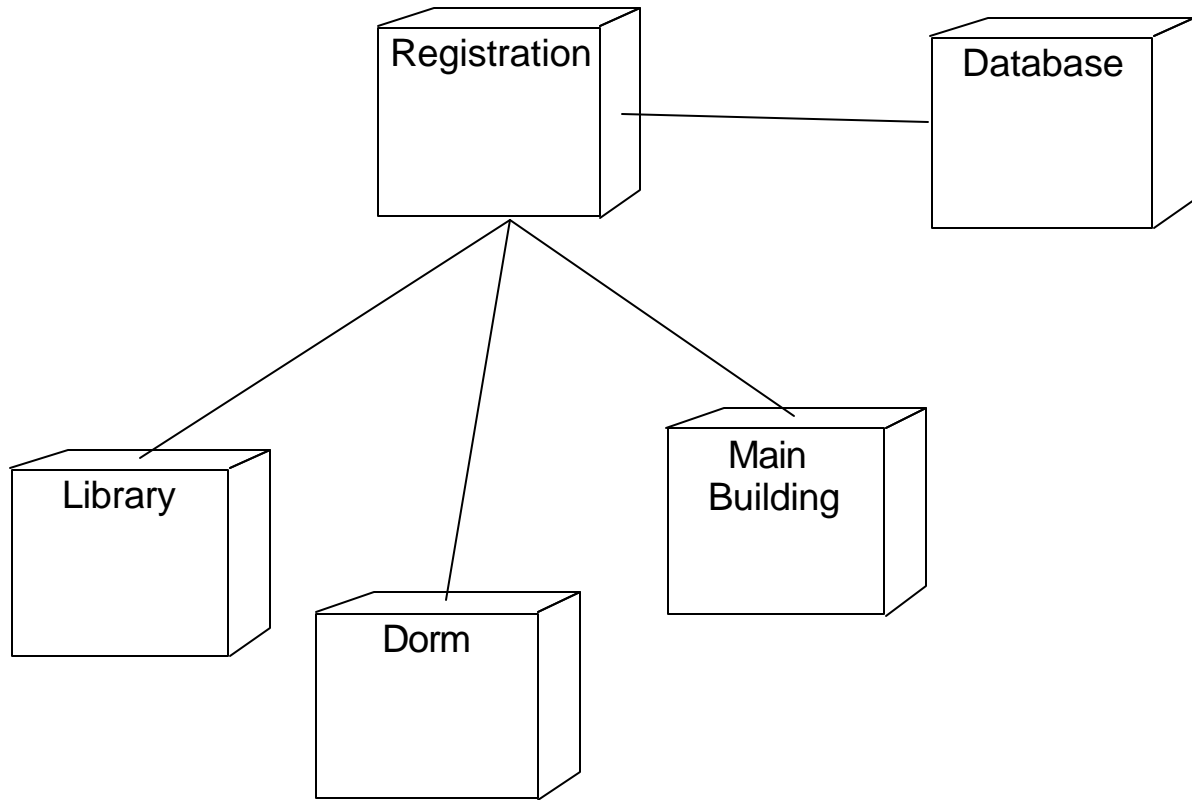 Registration
Database
Library
Main
Building
Dorm